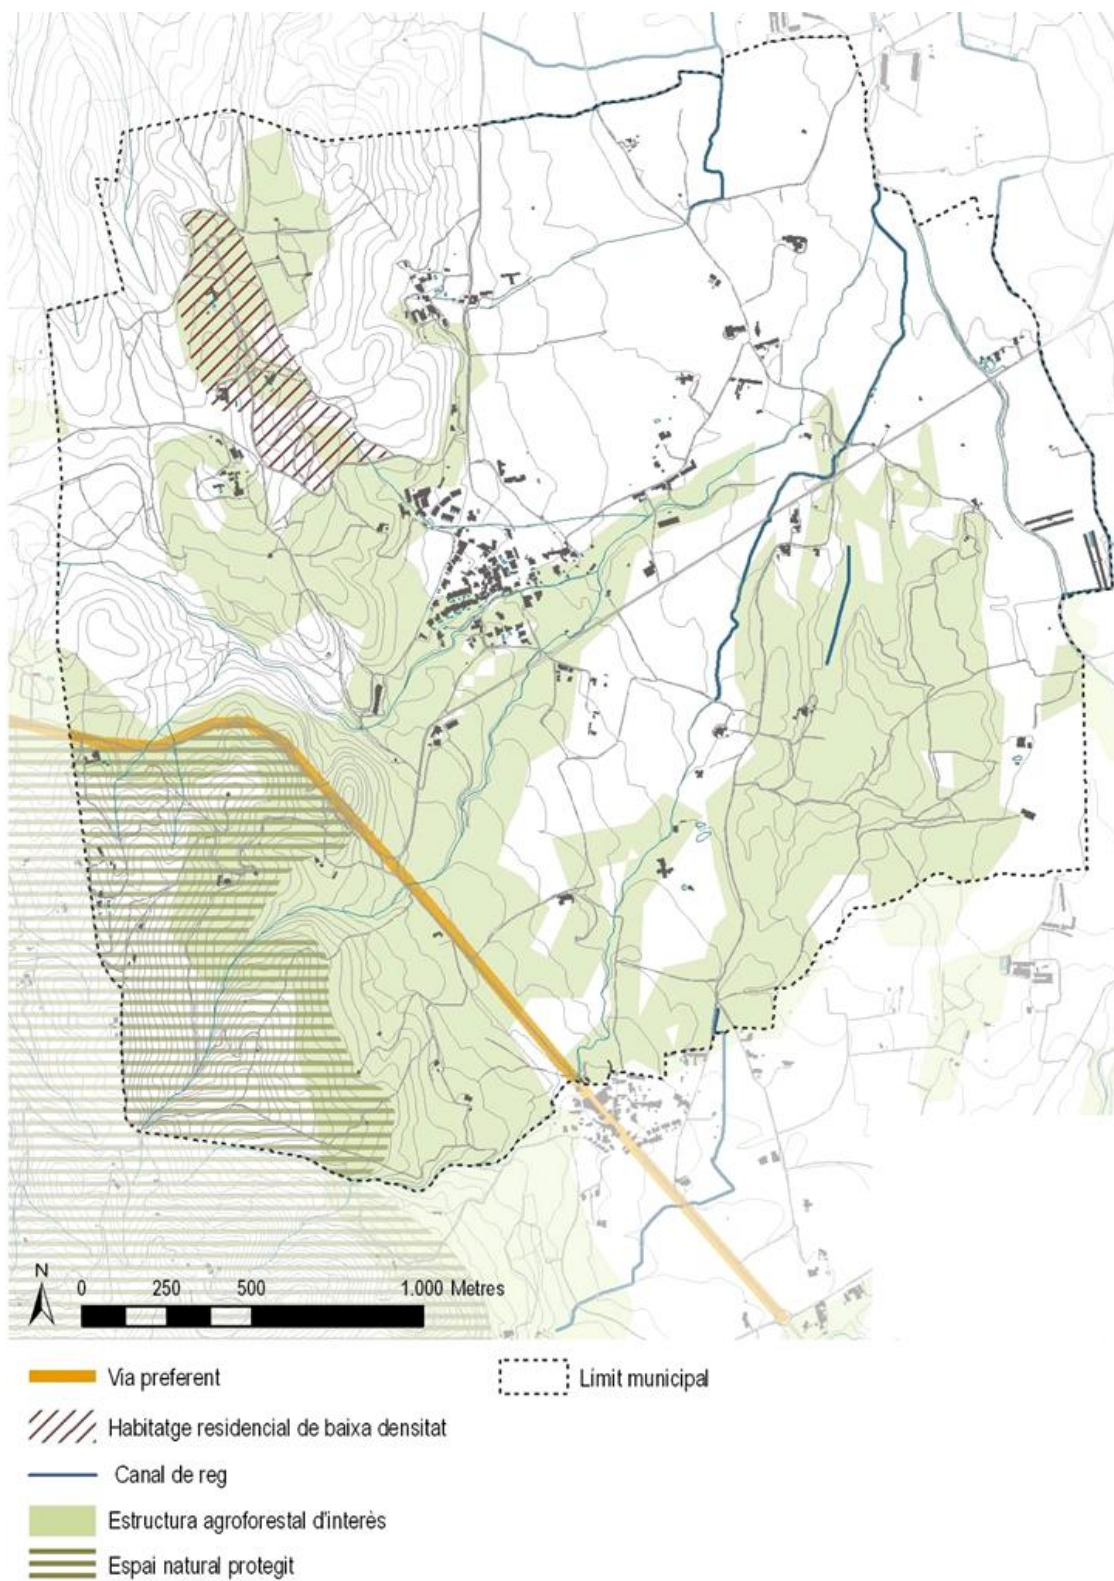 N
0 250 500 1.000 Metres
Via preferent
Límit municipal
Habitatge residencial de baixa densitat
Canal de reg
Estructura agroforestal d'interès
Espai natural protegit